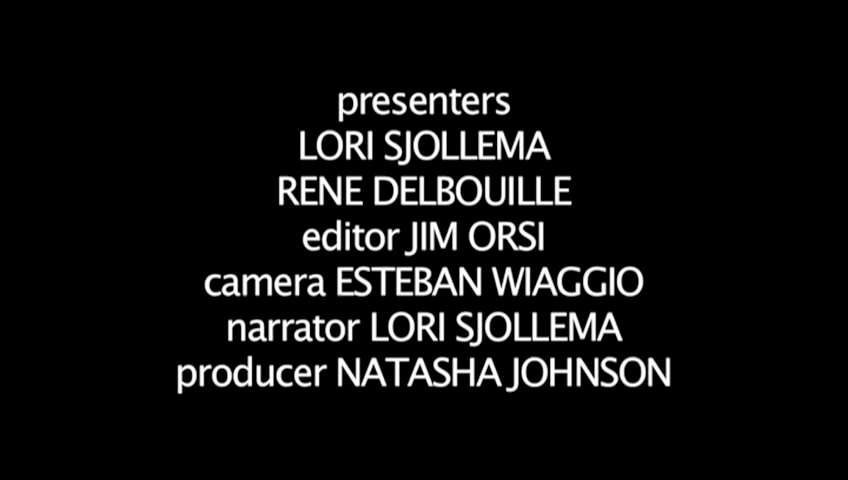 presenters
LORI SJOLLEMA
RENE DELBOUILLE
editor JIM ORSI
camera ESTEBAN WIAGGIO
narrator LORI SJOLLEMA
producer NATASHA JOHNSON